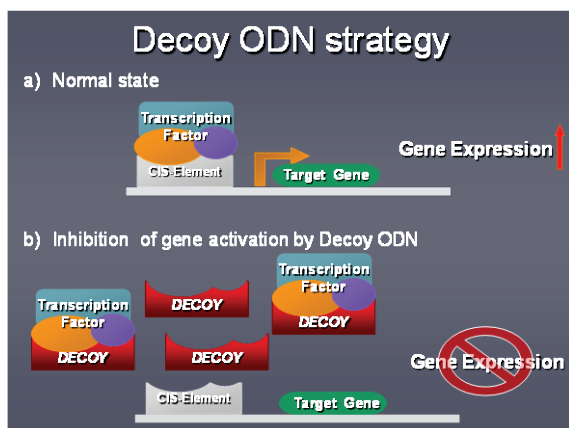 Decoy ODN strategy
a) Normal state
Transcription
Factor
CIS-Element
Target Gene
Gene Expression
b) Inhibition of gene activation by Decoy ODN
Transcription
Factor
DECOY
DECOY
DECOY
Transcription
Factor
DECOY
Gene Expression
CIS-Element
Target Gene